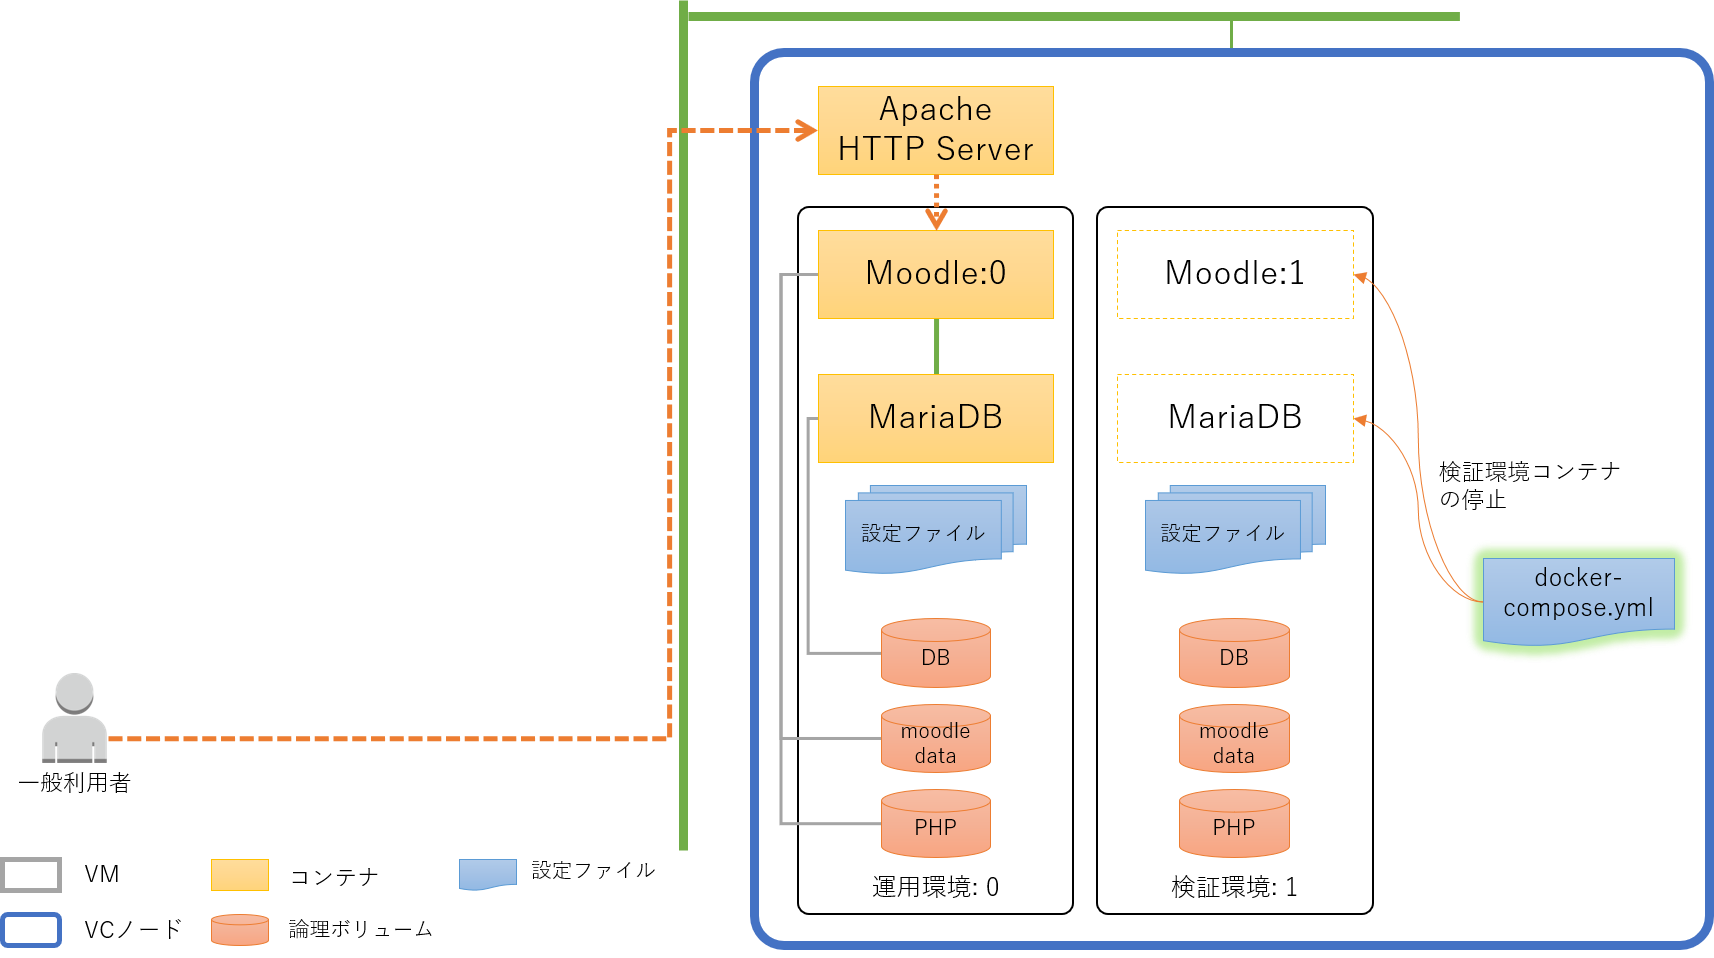 Apache
HTTP Server
Moodle:0
MariaDB
設定ファイル
DB
moodle
data
PHP
運用環境: 0
Moodle:1
MariaDB
設定ファイル
DB
moodle
data
PHP
検証環境: 1
検証環境コンテナ
の停止
docker-
compose.yml
一般利用者
VM
コンテナ
設定ファイル
VCノード
論理ボリューム